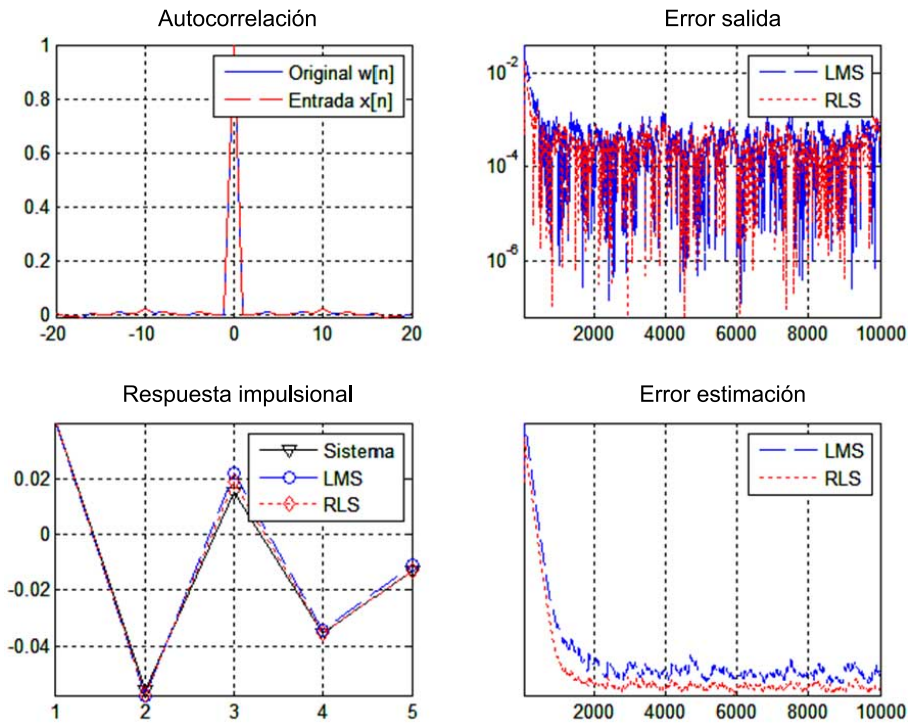 Autocorrelación
1
0.8
0.6
0.4
0.2
0
-20
-10
0
10
20
Original w[n]
Entrada x[n]
Error salida
10-2
10-4
10-6
2000
4000
6000
8000
10000
LMS
RLS
Respuesta impulsional
0.02
0
-0.02
-0.04
1
2
3
4
5
Sistema
LMS
RLS
Error estimación
2000
4000
6000
8000
10000
LMS
RLS